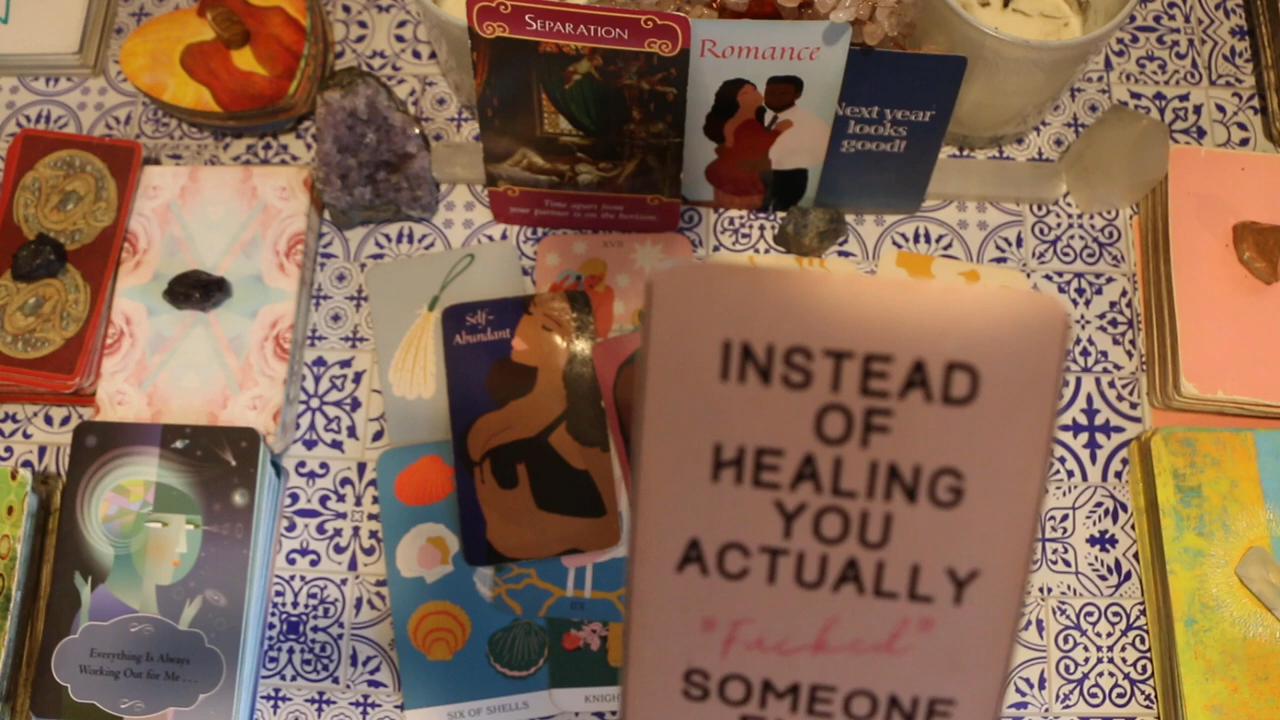 SEPARATION
Time apart from
your partner is on the horizon.
Romance
Next year
looks
good!
XVII
Self-
Abundant
INSTEAD
OF
HEALING
YOU
ACTUALLY
"Fucked"
SOMEONE
Everything Is Always
Working Out for Me...
SIX OF SHELLS
KNIGH